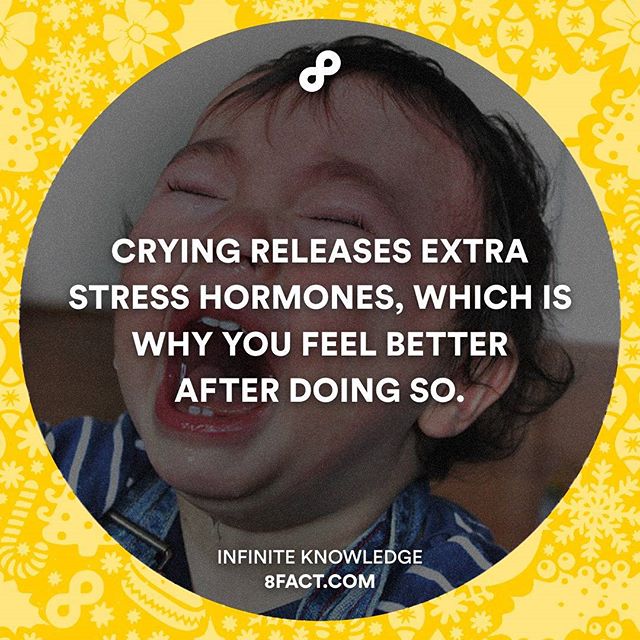 CRYING RELEASES EXTRA
STRESS HORMONES, WHICH IS
WHY YOU FEEL BETTER
AFTER DOING SO.
INFINITE KNOWLEDGE
8FACT.COM